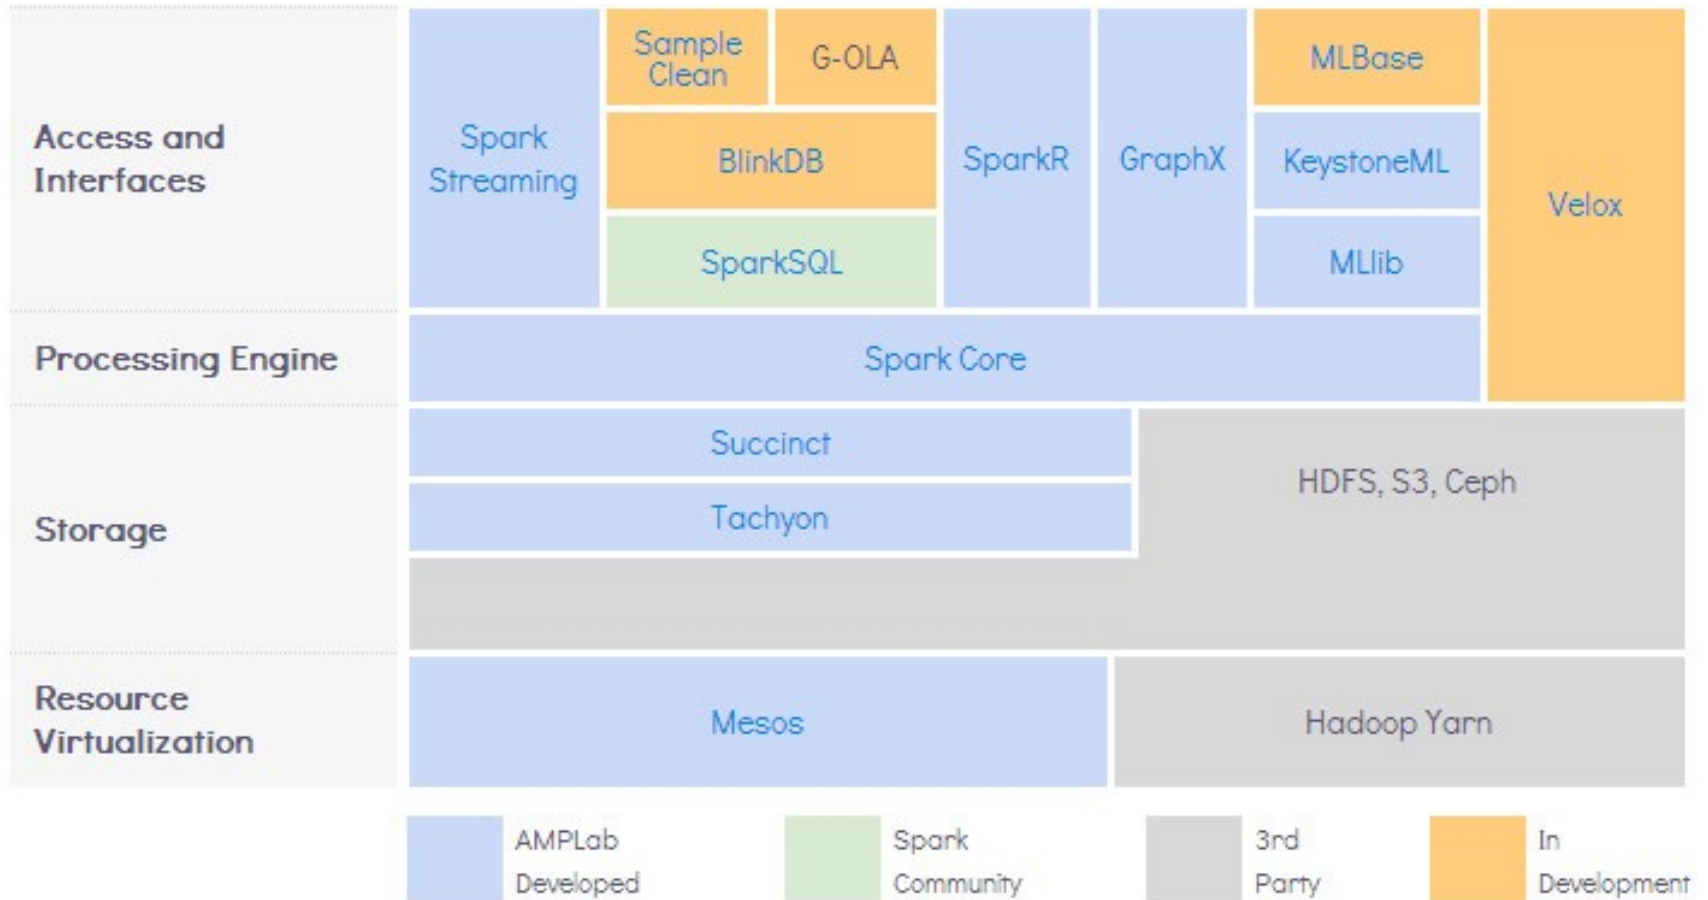 Access and
Interfaces
Spark
Streaming
Sample
Clean
G-OLA
BlinkDB
SparkSQL
SparkR
GraphX
MLBase
KeystoneML
MLlib
Velox
Processing Engine
Spark Core
Storage
Succinct
Tachyon
HDFS, S3, Ceph
Resource
Virtualization
Mesos
Hadoop Yarn
AMPLab
Developed
Spark
Community
3rd
Party
In
Development